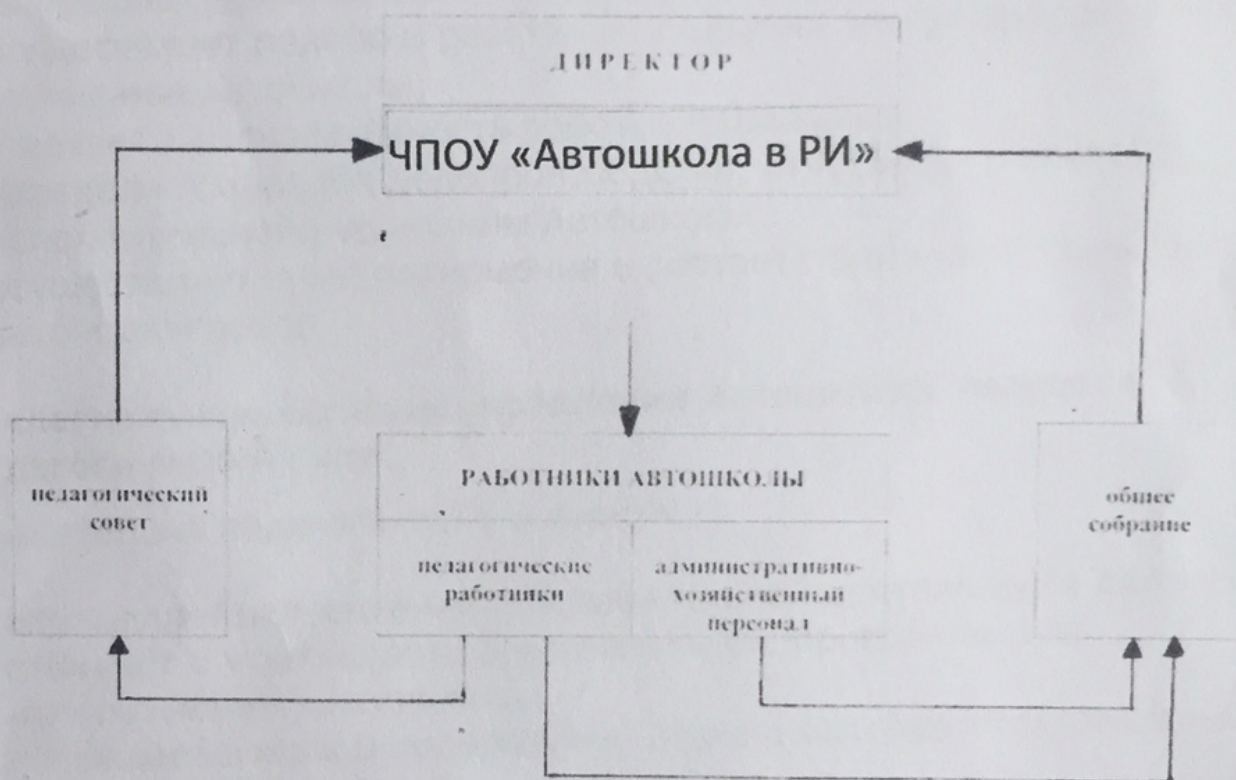 ДИРЕКТОР
ЧПОУ «Автошкола в РИ»
педагогический
совет
РАБОТНИКИ АВТОШКОЛЫ
педагогические
работники
административно-
хозяйственный
персонал
общее
собрание